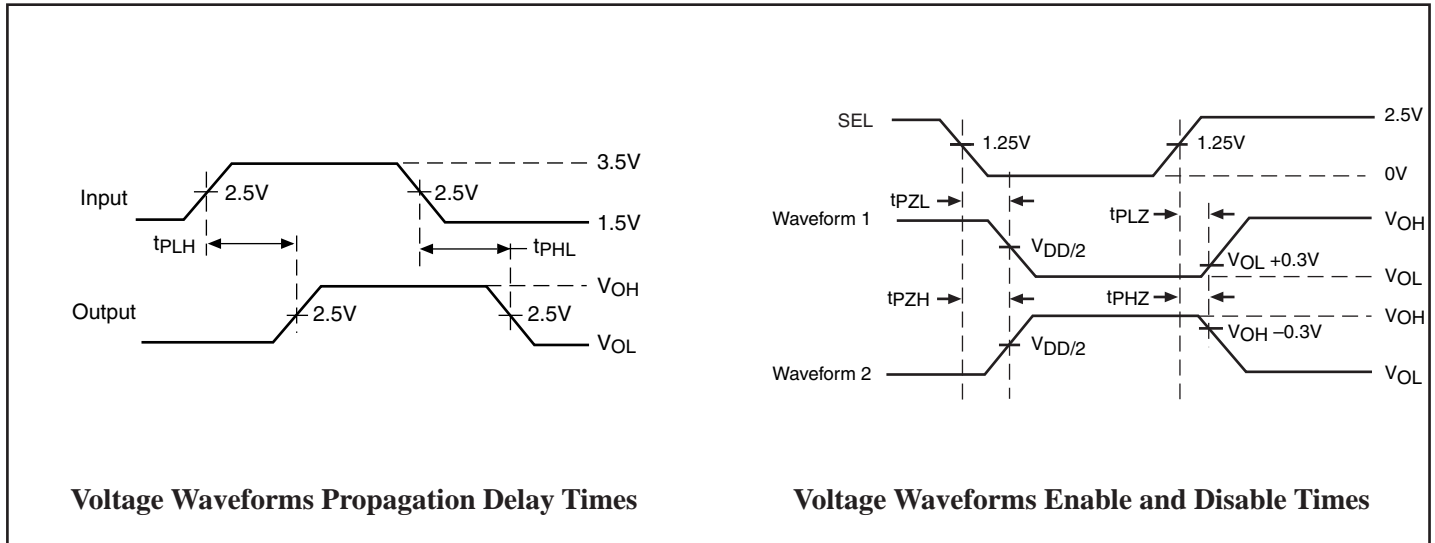 3.5V
2.5V
2.5V
Input
1.5V
tPLH
tPHL
VOH
Output
2.5V
2.5V
VOL
Voltage Waveforms Propagation Delay Times
SEL
2.5V
1.25V
1.25V
0V
tPZL
tPLZ
Waveform 1
VOH
VDD/2
VOL +0.3V
VOL
tPZH
tPHZ
VOH
VOH –0.3V
VDD/2
Waveform 2
VOL
Voltage Waveforms Enable and Disable Times